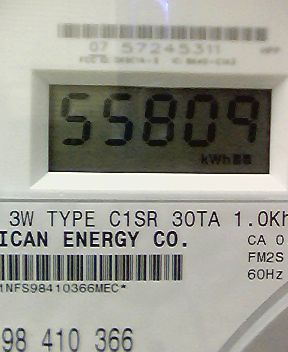 07 57245311
55809
kWh
3W TYPE C1SR 30TA 1.0Kh
ICAN ENERGY CO.
CA 0
FM2S
60Hz
1NFS98410366MEC*
98 410 366